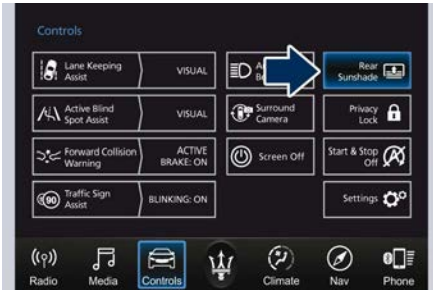 Controls
Lane Keeping
Assist
VISUAL
Rear
Sunshade
Active Blind
Spot Assist
VISUAL
Surround
Camera
Privacy
Lock
Forward Collision
Warning
ACTIVE
BRAKE: ON
Screen Off
Start & Stop
Off
90
Traffic Sign
Assist
BLINKING: ON
Settings
Radio
Media
Controls
Climate
Nav
Phone